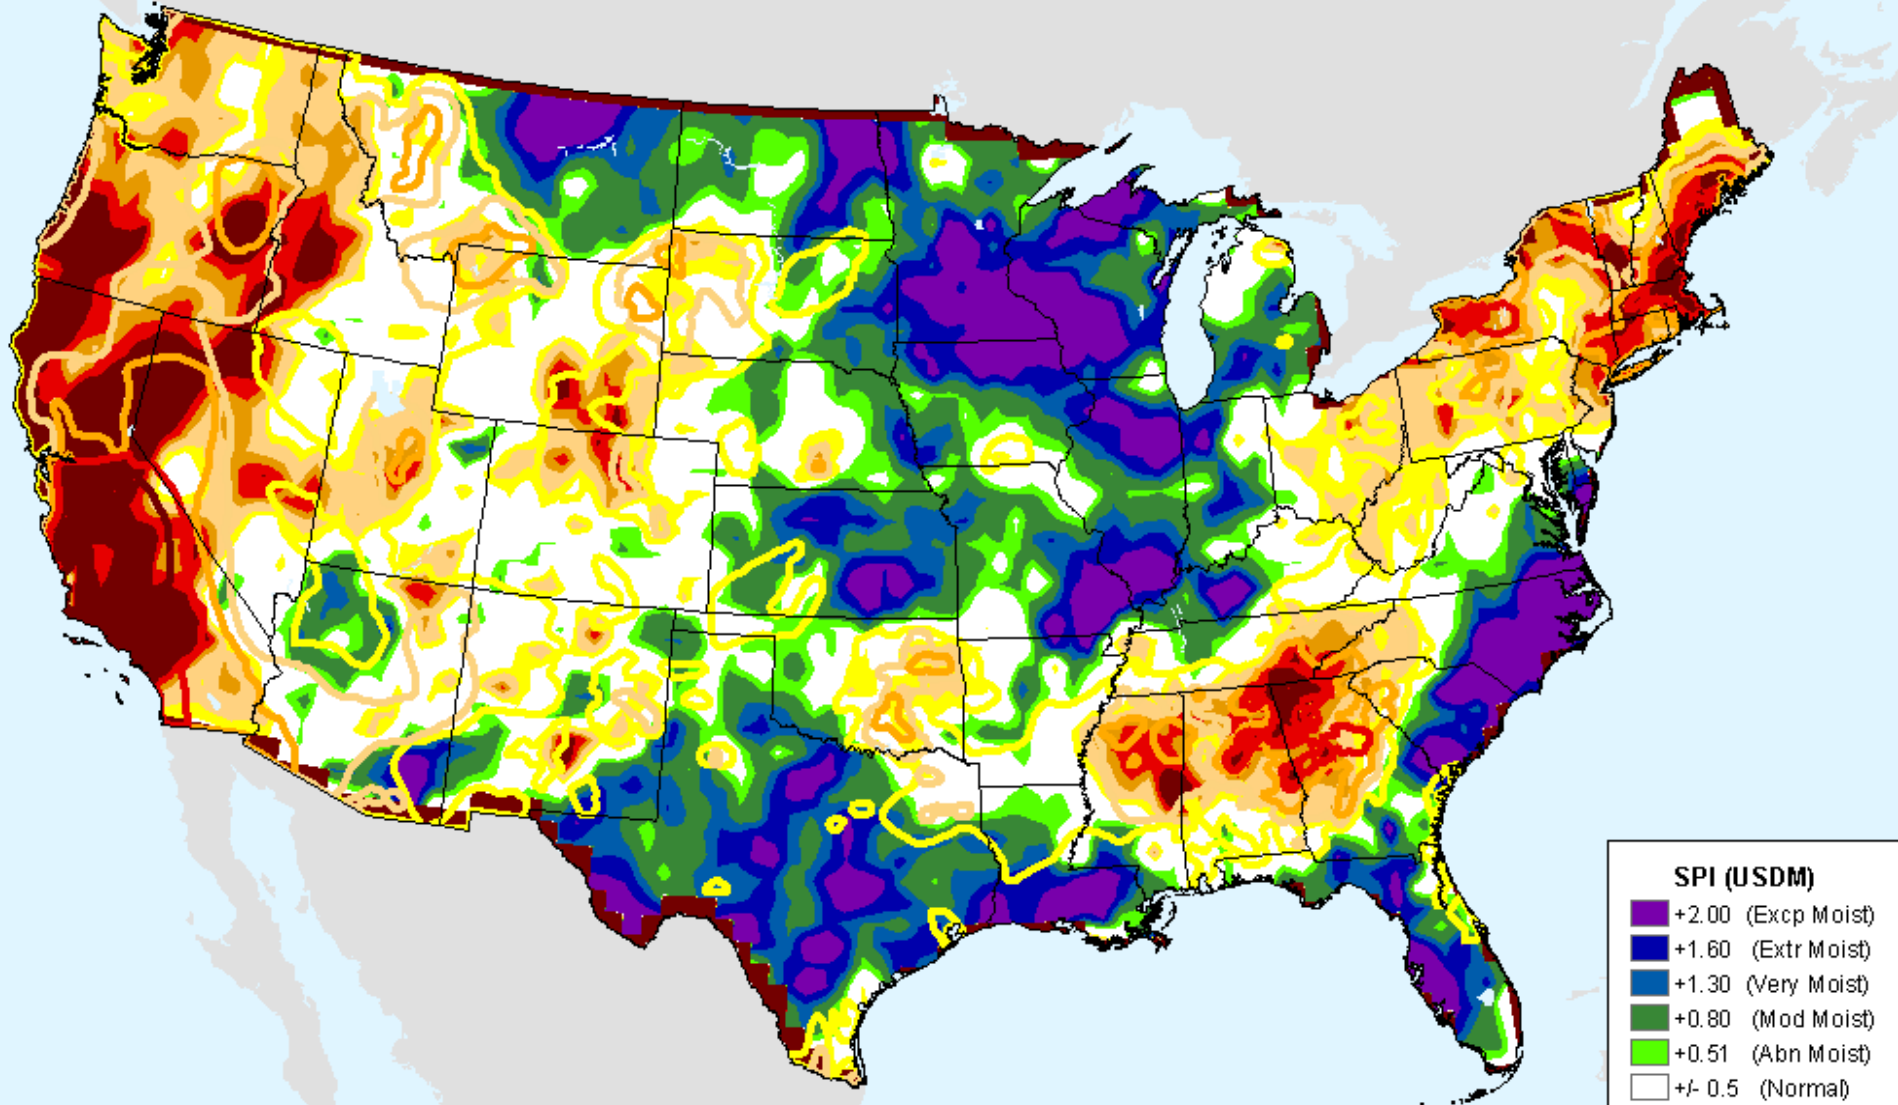 SPI (USDM)
+2.00 (Excp Moist)
+1.60 (Extr Moist)
+1.30 (Very Moist)
+0.80 (Mod Moist)
+0.51 (Abn Moist)
+/- 0.5 (Normal)